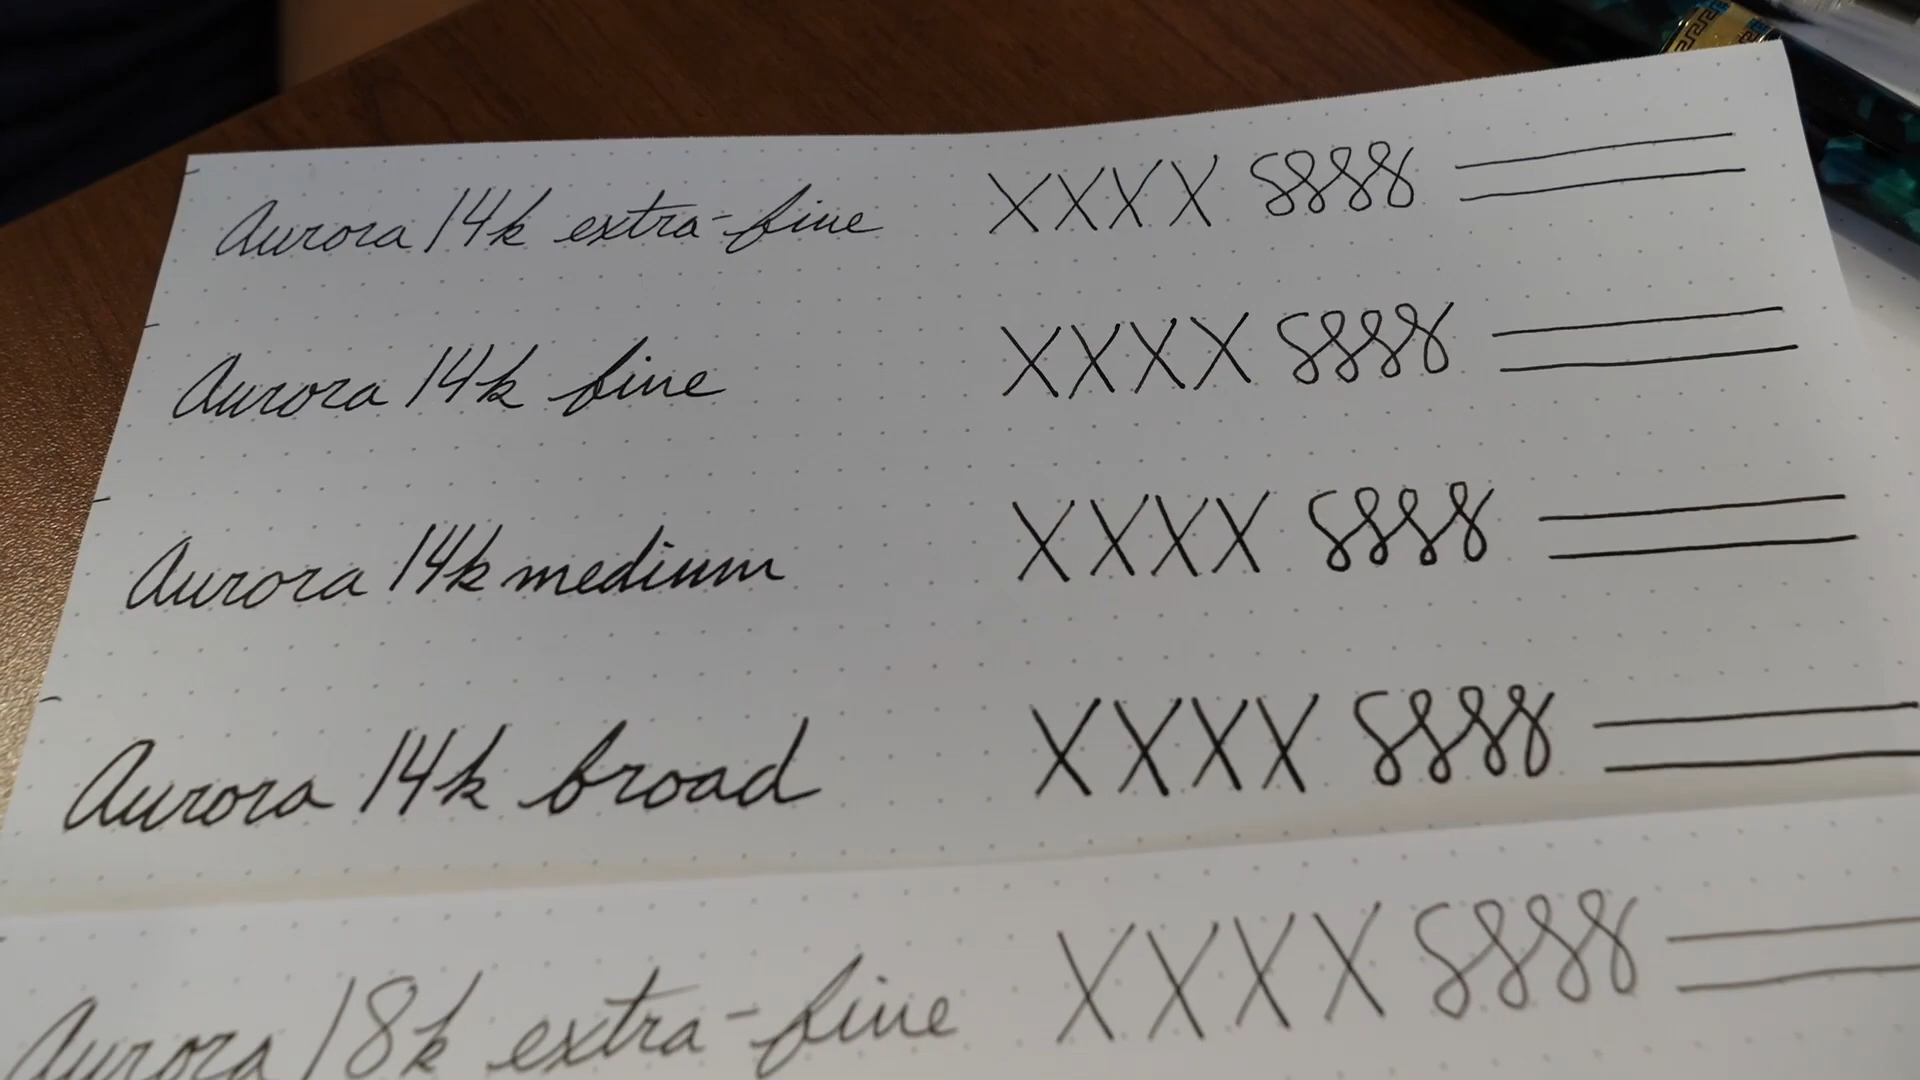 Aurora 14k extra-fine XXXX 8888
Aurora 14k fine XXXX 8888
Aurora 14k medium XXXX 8888
Aurora 14k broad XXXX 8888
Aurora 18k extra-fine XXXX 8888